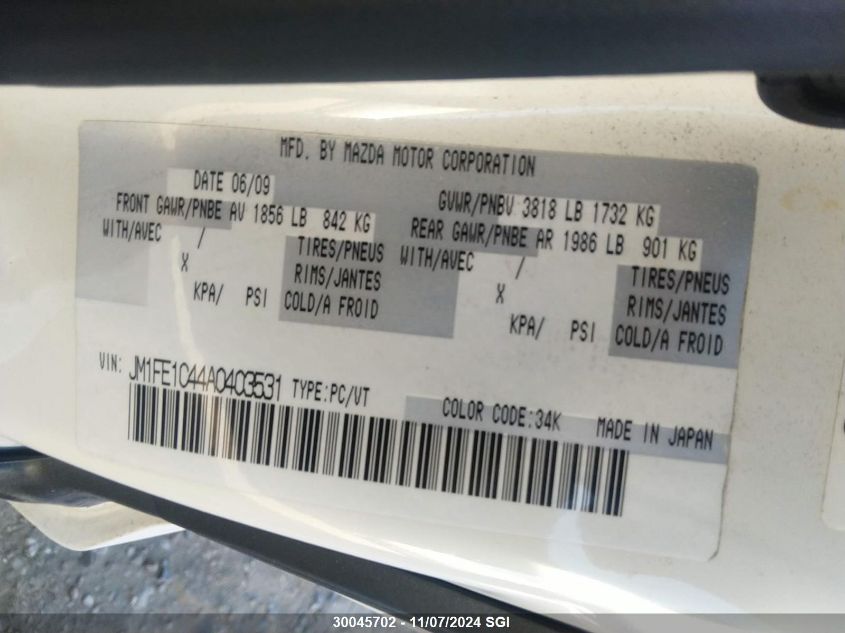 MFD. BY MAZDA MOTOR CORPORATION
DATE 06/09
GVWR/PNBV 3818 LB 1732 KG
FRONT GAWR/PNBE AV 1856 LB 842 KG
REAR GAWR/PNBE AR 1986 LB 901 KG
WITH/AVEC / TIRES/PNEUS
X RIMS/JANTES
KPA/ PSI COLD/A FROID
WITH/AVEC / TIRES/PNEUS
X RIMS/JANTES
KPA/ PSI COLD/A FROID
VIN: JM1FE1C44A0403531 TYPE:PC/VT
COLOR CODE:34K MADE IN JAPAN
30045702 - 11/07/2024 SGI